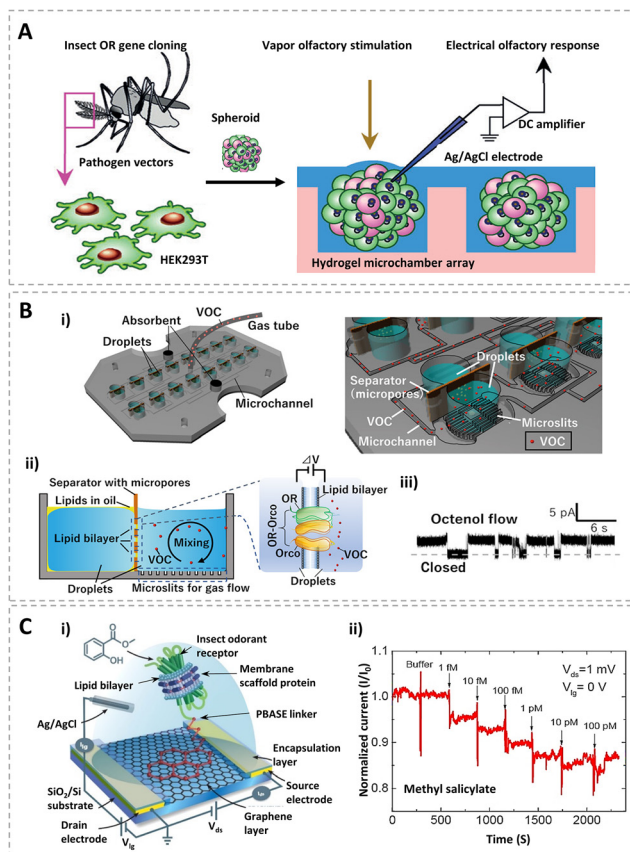 A
Insect OR gene cloning
Vapor olfactory stimulation
Electrical olfactory response
Spheroid
DC amplifier
Pathogen vectors
Ag/AgCl electrode
HEK293T
Hydrogel microchamber array
B
i)
VOC
Absorbent
Gas tube
Droplets
Microchannel
Droplets
Separator
(micropores)
VOC
Microchannel
Microslits
VOC
ii)
Separator with micropores
Lipids in oil
Lipid bilayer
Mixing
VOC
Droplets
Microslits for gas flow
⊿V
Lipid bilayer
OR
OR-Orco
Orco
VOC
Droplets
iii)
5 pA
6 s
Octenol flow
Closed
C
i)
O
O
OH
Insect odorant
receptor
Membrane
scaffold protein
Lipid bilayer
PBASE linker
Ag/AgCl
Encapsulation
layer
SiO2/Si
substrate
Source
electrode
Drain
electrode
Graphene
layer
Vlg
Vds
ii)
Normalized current (I/I0)
1.0
0.9
0.8
Buffer
1 fM
10 fM
100 fM
1 pM
10 pM
100 pM
Vds=1 mV
Vlg= 0 V
Methyl salicylate
0
500
1000
1500
2000
Time (S)